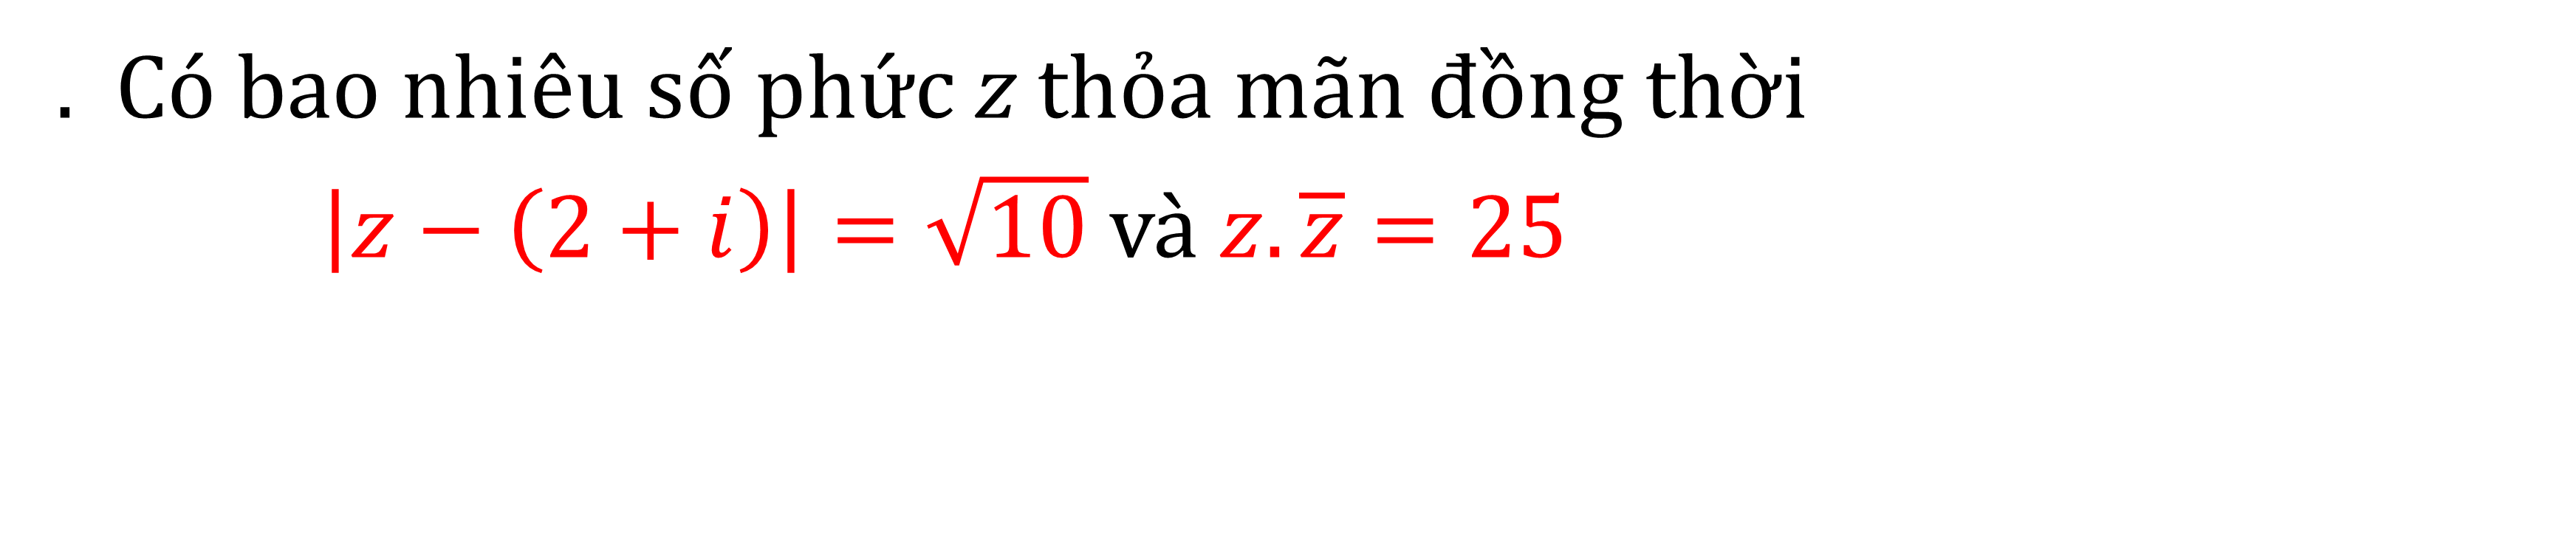 . Có bao nhiêu số phức z thỏa mãn đồng thời
|z − (2 + i)| = √10 và z. z̅ = 25